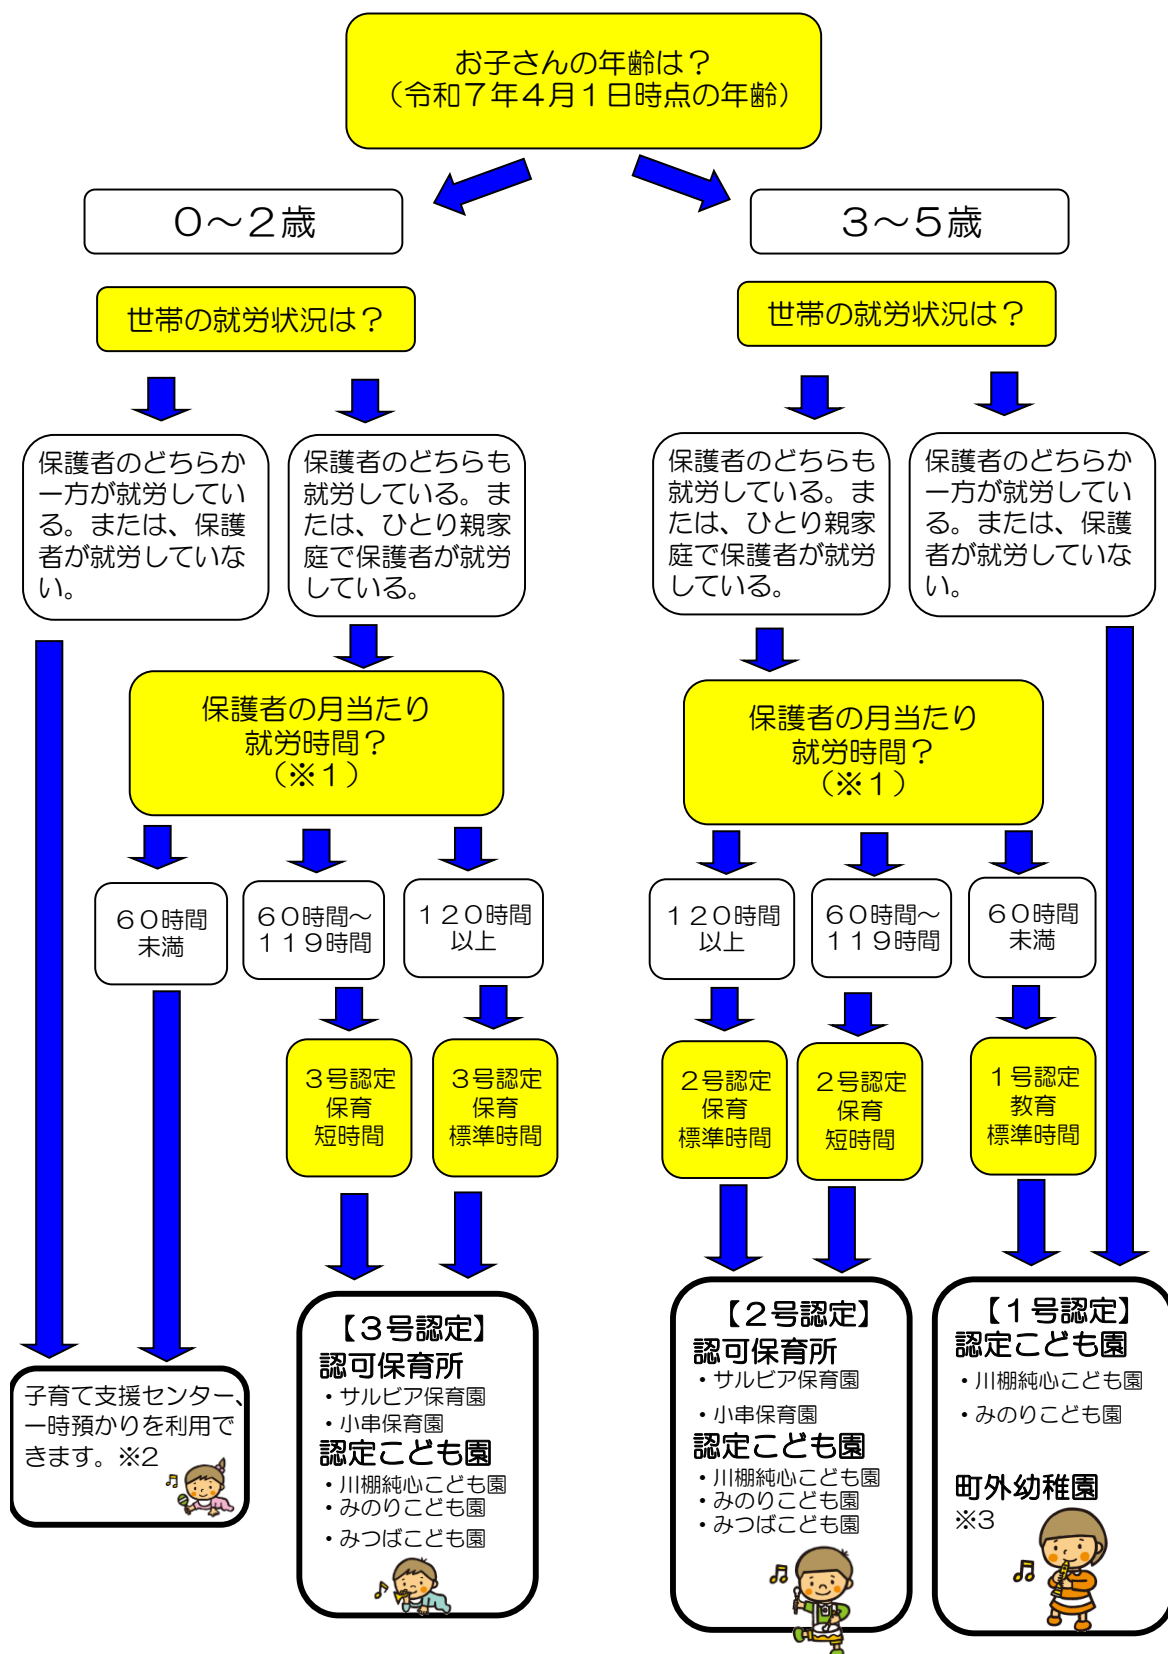 お子さんの年齢は？
（令和７年４月１日時点の年齢）
０～２歳
３～５歳
世帯の就労状況は？
世帯の就労状況は？
保護者のどちらか
一方が就労してい
る。または、保護
者が就労していな
い。
保護者のどちらも
就労している。ま
たは、ひとり親家
庭で保護者が就労
している。
保護者のどちらも
就労している。ま
たは、ひとり親家
庭で保護者が就労
している。
保護者のどちらか
一方が就労してい
る。または、保護
者が就労していな
い。
保護者の月当たり
就労時間？
（※１）
保護者の月当たり
就労時間？
（※１）
６０時間
未満
６０時間～
１１９時間
１２０時間
以上
１２０時間
以上
６０時間～
１１９時間
６０時間
未満
３号認定
保育
短時間
３号認定
保育
標準時間
２号認定
保育
標準時間
２号認定
保育
短時間
１号認定
教育
標準時間
子育て支援センター、
一時預かりを利用で
きます。※2
【３号認定】
認可保育所
・サルビア保育園
・小串保育園
認定こども園
・川棚純心こども園
・みのりこども園
・みつばこども園
【２号認定】
認可保育所
・サルビア保育園
・小串保育園
認定こども園
・川棚純心こども園
・みのりこども園
・みつばこども園
【１号認定】
認定こども園
・川棚純心こども園
・みのりこども園
町外幼稚園
※3